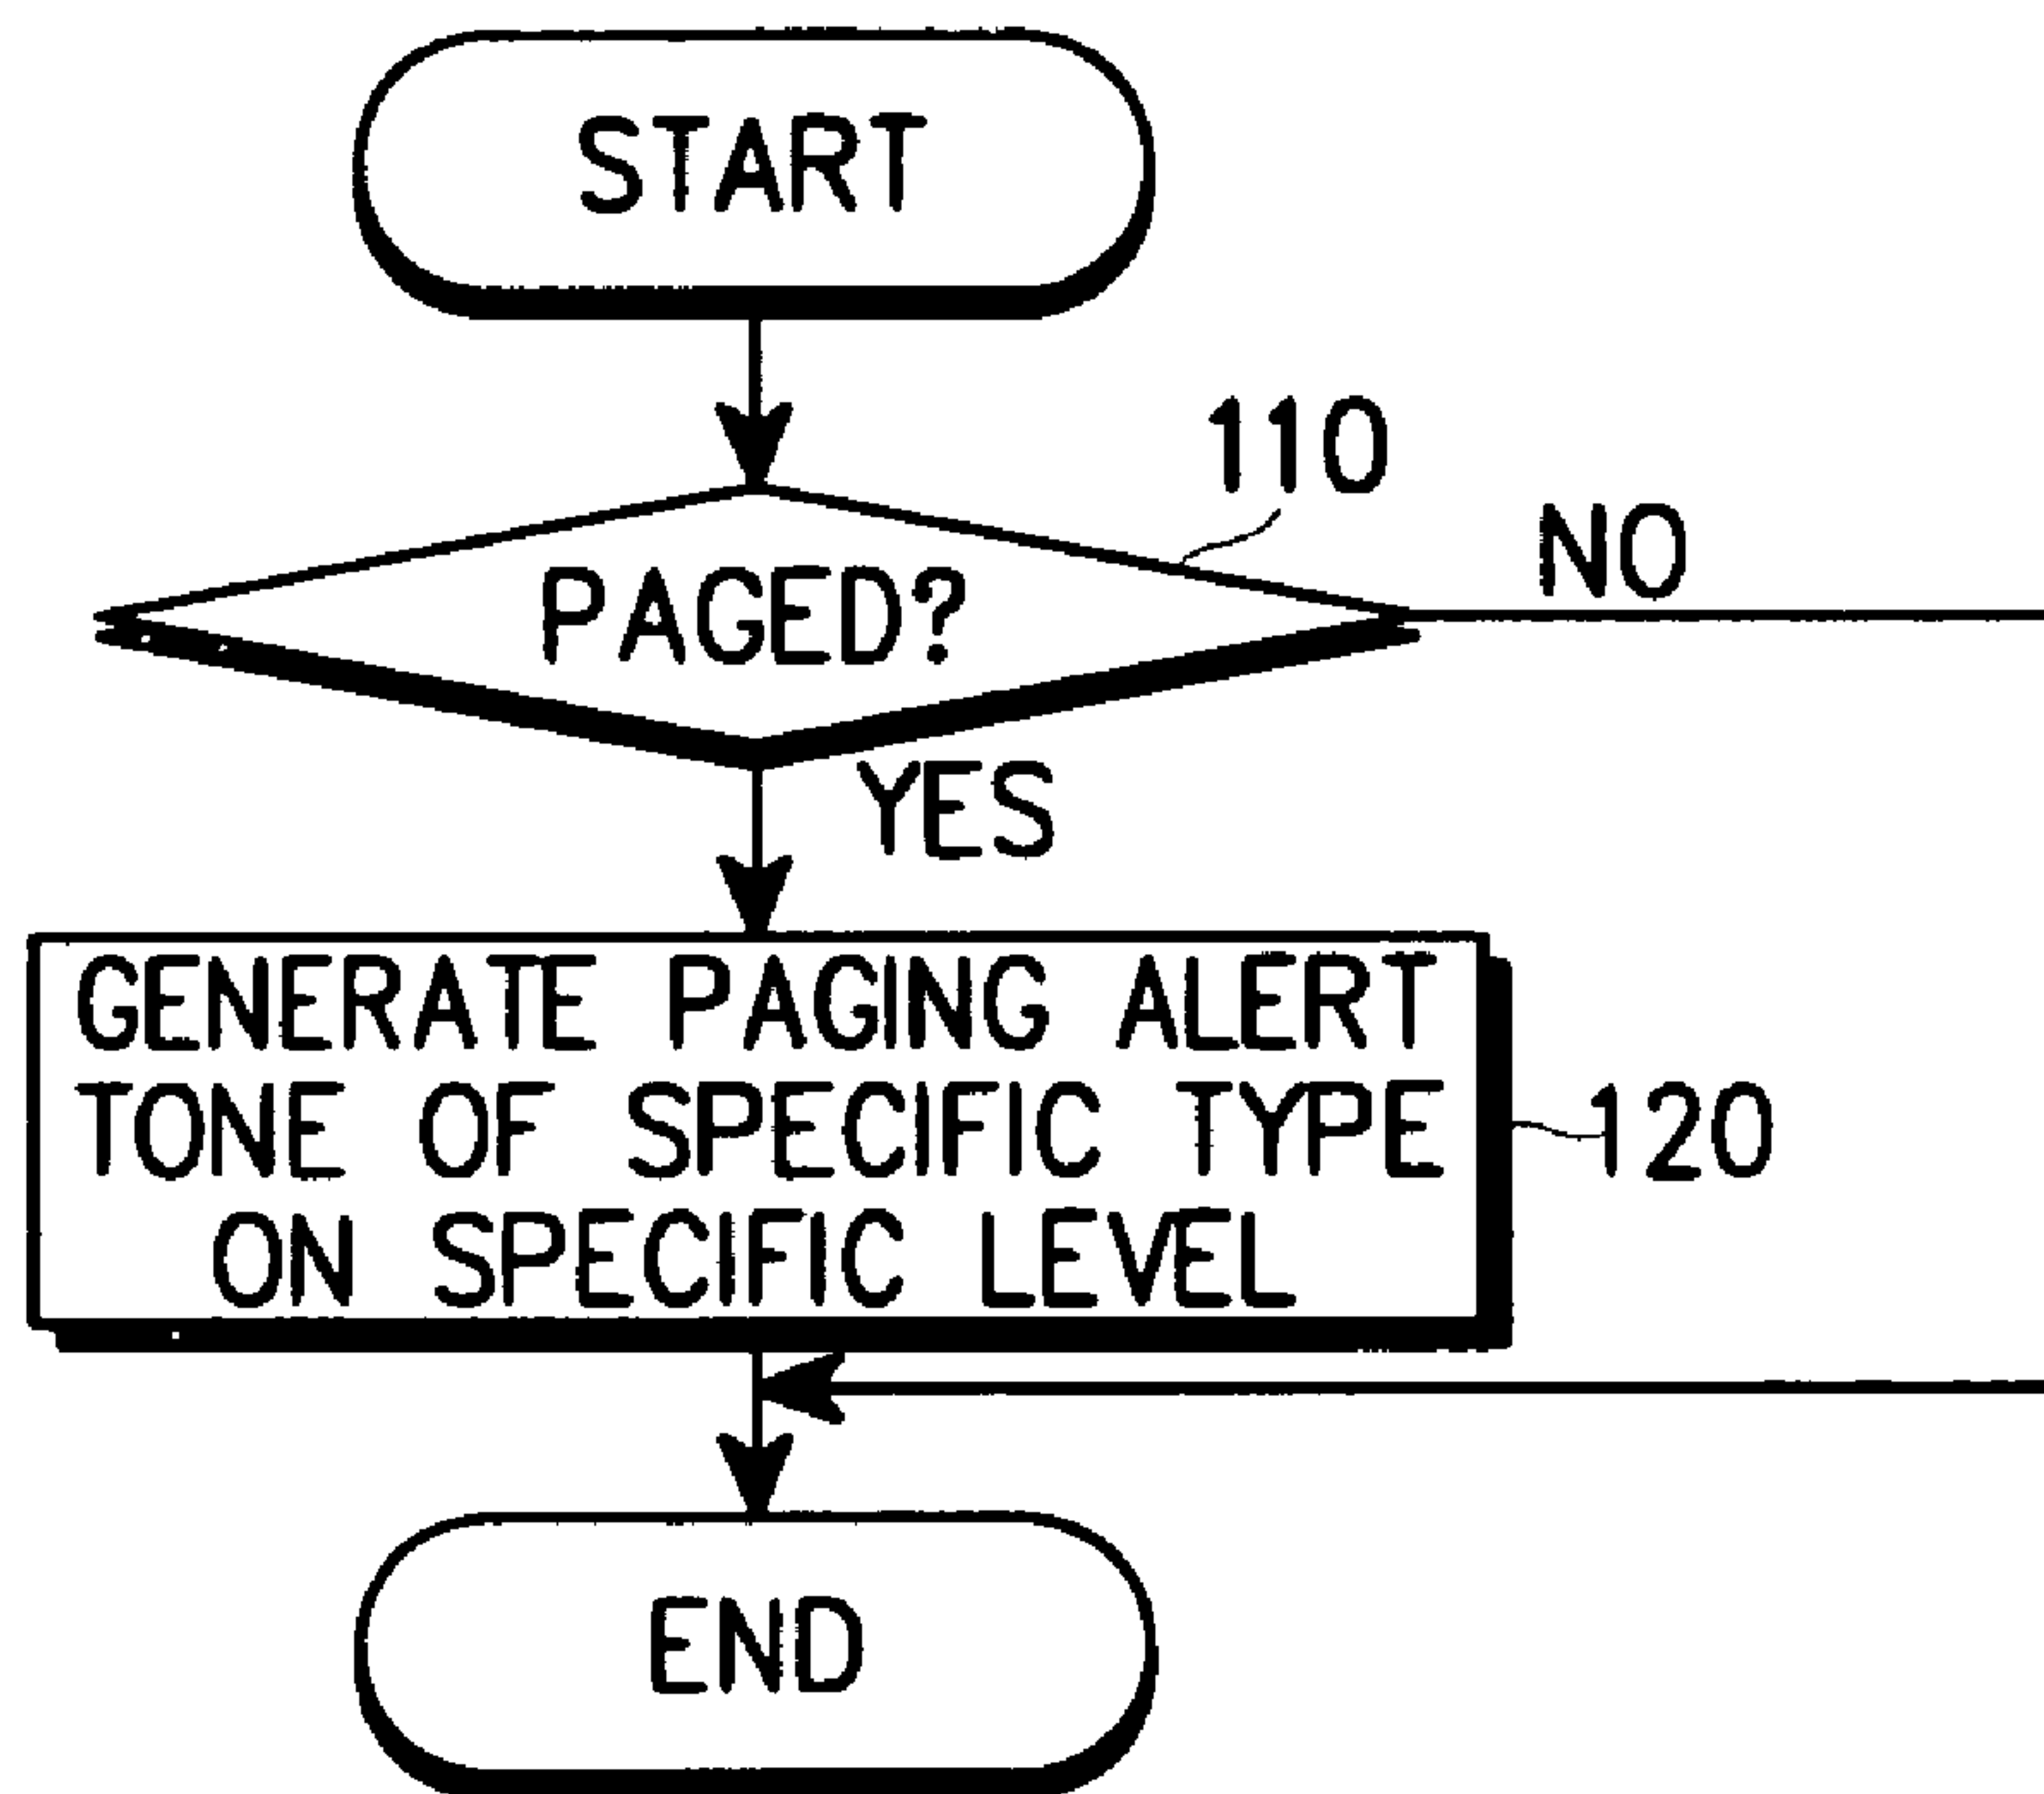 START
110
NO
PAGED?
YES
GENERATE PAGING ALERT
TONE OF SPECIFIC TYPE
120
ON SPECIFIC LEVEL
END